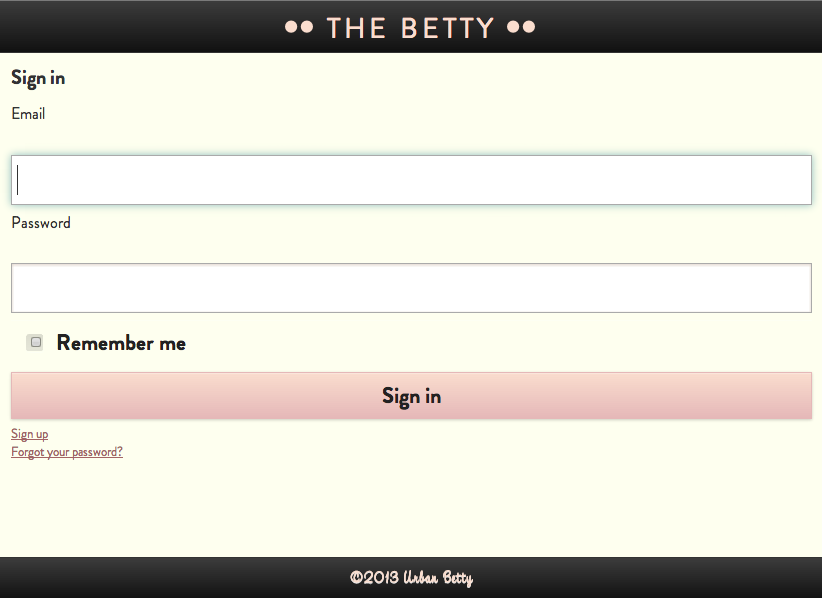 THE BETTY
Sign in
Email
Password
Remember me
Sign in
Sign up
Forgot your password?
©2013 Urban Betty